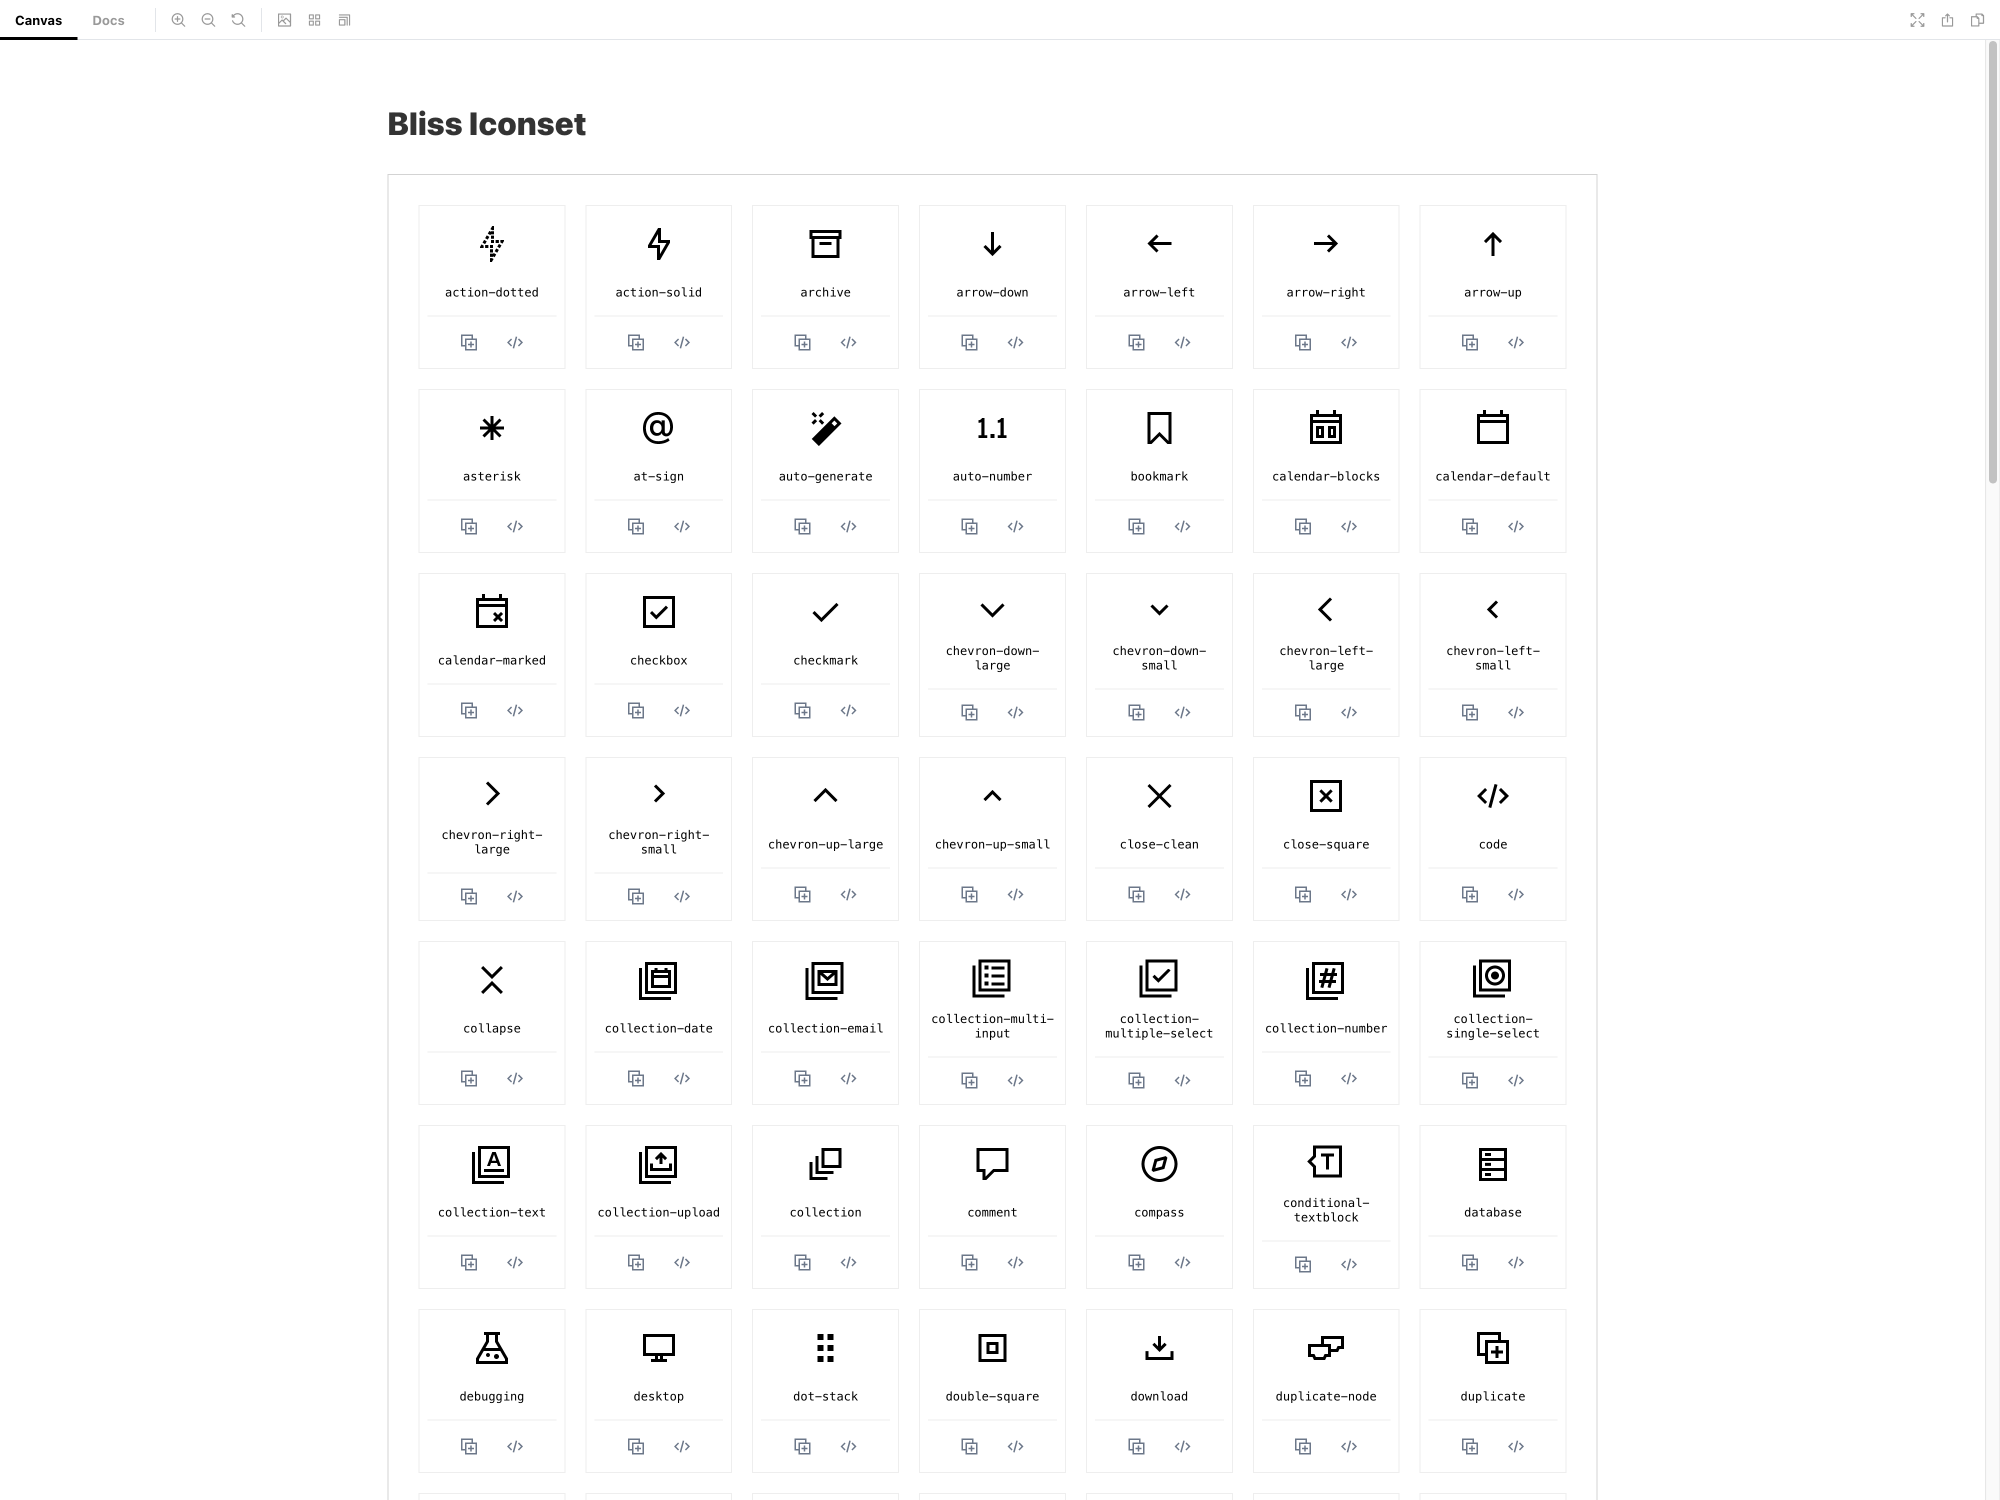 Canvas Docs
Bliss Iconset
action-dotted action-solid archive arrow-down arrow-left arrow-right arrow-up
1.1
asterisk at-sign auto-generate auto-number bookmark calendar-blocks calendar-default
calendar-marked checkbox checkmark chevron-down-large chevron-down-small chevron-left-large chevron-left-small
chevron-right-large chevron-right-small chevron-up-large chevron-up-small close-clean close-square code
collapse collection-date collection-email collection-multi-input collection-multiple-select collection-number collection-single-select
collection-text collection-upload collection comment compass conditional-textblock database
debugging desktop dot-stack double-square download duplicate-node duplicate